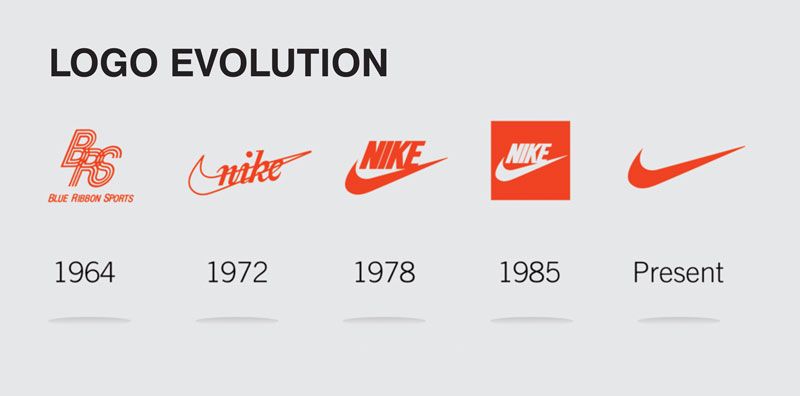 LOGO EVOLUTION
BRS
BLUE RIBBON SPORTS
nike
NIKE
NIKE
1964
1972
1978
1985
Present